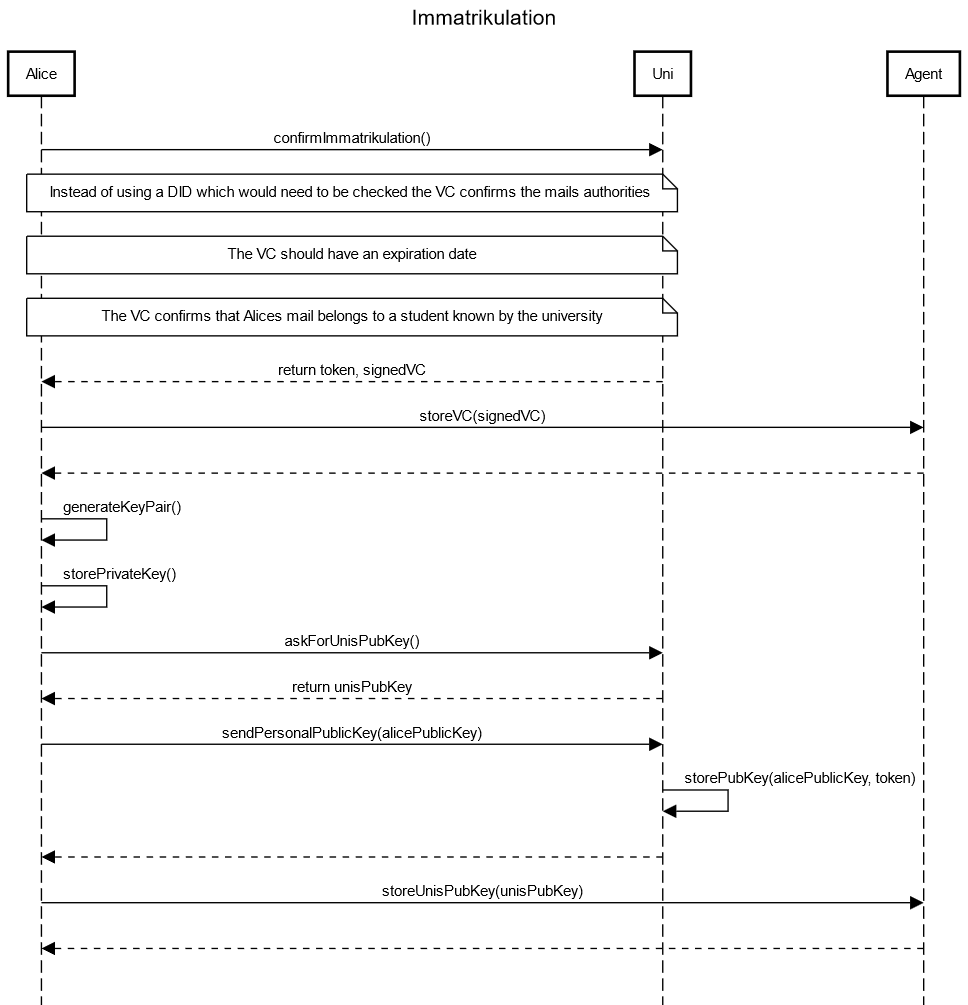 Immatrikulation
Alice
Uni
Agent
confirmImmatrikulation()
Instead of using a DID which would need to be checked the VC confirms the mails authorities
The VC should have an expiration date
The VC confirms that Alices mail belongs to a student known by the university
return token, signedVC
storeVC(signedVC)
generateKeyPair()
storePrivateKey()
askForUnisPubKey()
return unisPubKey
sendPersonalPublicKey(alicePublicKey)
storePubKey(alicePublicKey, token)
storeUnisPubKey(unisPubKey)